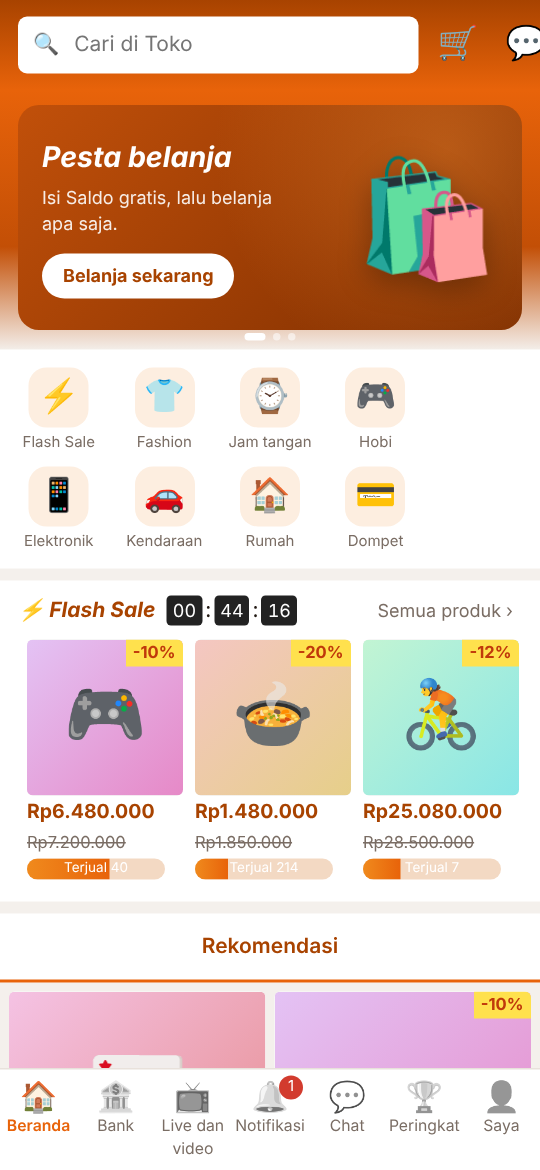 Cari di Toko
Pesta belanja
Isi Saldo gratis, lalu belanja
apa saja.
Belanja sekarang
Flash Sale
Fashion
Jam tangan
Hobi
Elektronik
Kendaraan
Rumah
Dompet
Flash Sale 00 : 44 : 16
Semua produk ›
-10%
-20%
-12%
Rp6.480.000
Rp1.480.000
Rp25.080.000
Rp7.200.000
Rp1.850.000
Rp28.500.000
Terjual 40
Terjual 214
Terjual 7
Rekomendasi
-10%
1
Beranda
Bank
Live dan
video
Notifikasi
Chat
Peringkat
Saya